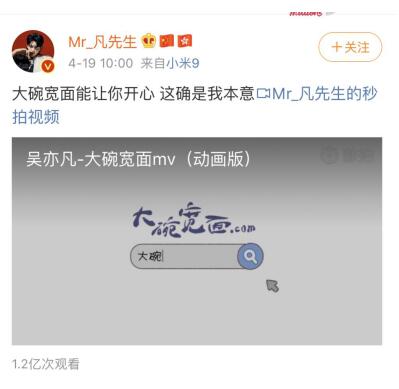 Mr_凡先生
+关注
4-19 10:00 来自小米9
大碗宽面能让你开心 这确是我本意Mr_凡先生的秒
拍视频
吴亦凡-大碗宽面mv（动画版）
大碗宽面.com
大碗
1.2亿次观看